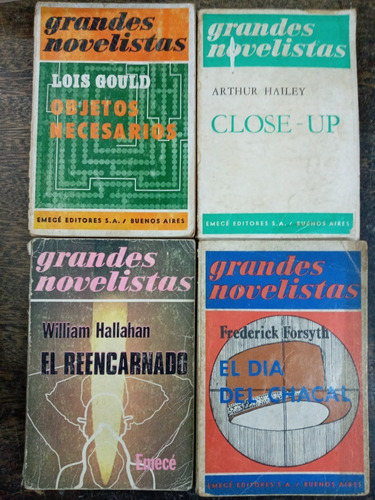 grandes
novelistas
LOIS GOULD
OBJETOS
NECESARIOS
EMECÉ EDITORES S.A. / BUENOS AIRES
grandes
novelistas
ARTHUR HAILEY
CLOSE-UP
EMECÉ EDITORES S.A. / BUENOS AIRES
grandes
novelistas
William Hallahan
EL REENCARNADO
Emecé
grandes
novelistas
Frederick Forsyth
EL DIA
DEL CHACAL
EMECÉ EDITORES S.A. / BUENOS AIRES